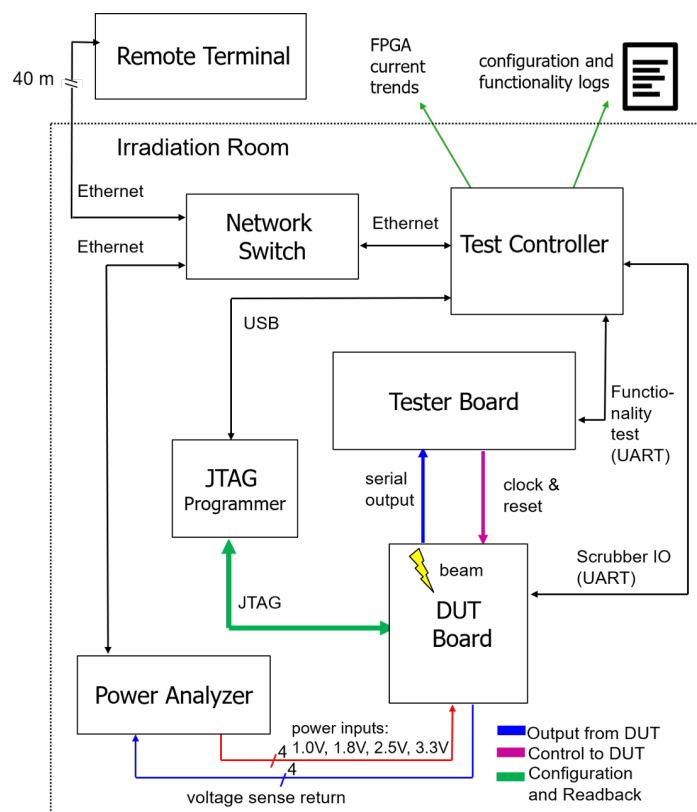 Remote Terminal
FPGA
current
trends
configuration and
functionality logs
40 m
Irradiation Room
Ethernet
Network
Switch
Ethernet
Test Controller
Ethernet
USB
Tester Board
Functio-
nality
test
(UART)
JTAG
Programmer
serial
output
clock &
reset
beam
DUT
Board
Scrubber IO
(UART)
JTAG
Power Analyzer
power inputs:
1.0V, 1.8V, 2.5V, 3.3V
4
4
voltage sense return
Output from DUT
Control to DUT
Configuration
and Readback